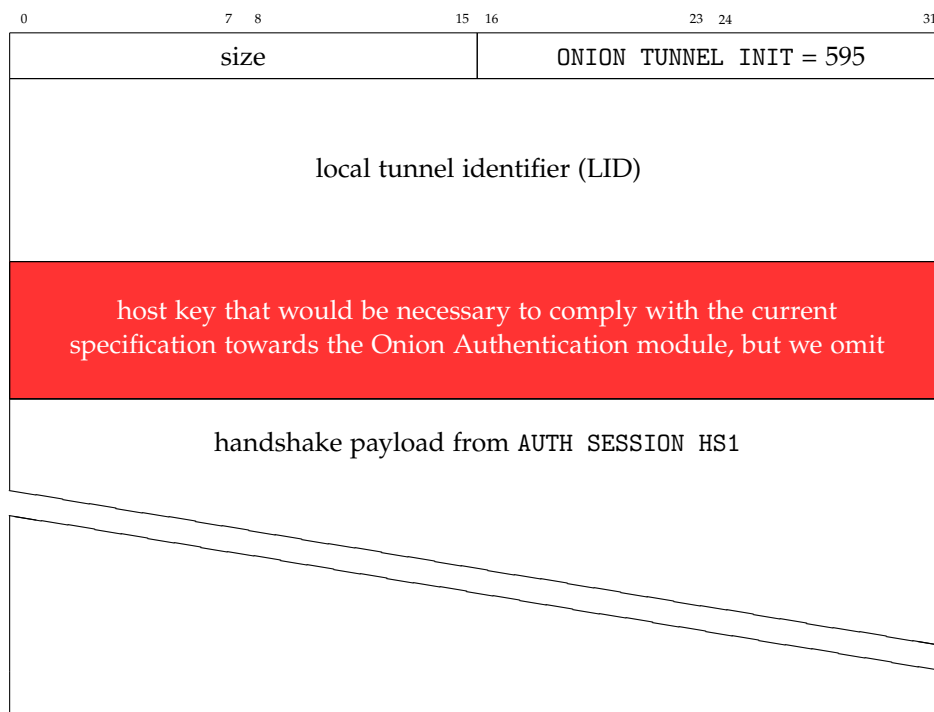 0 7 8 15 16 23 24 31
size ONION TUNNEL INIT = 595
local tunnel identifier (LID)
host key that would be necessary to comply with the current
specification towards the Onion Authentication module, but we omit
handshake payload from AUTH SESSION HS1